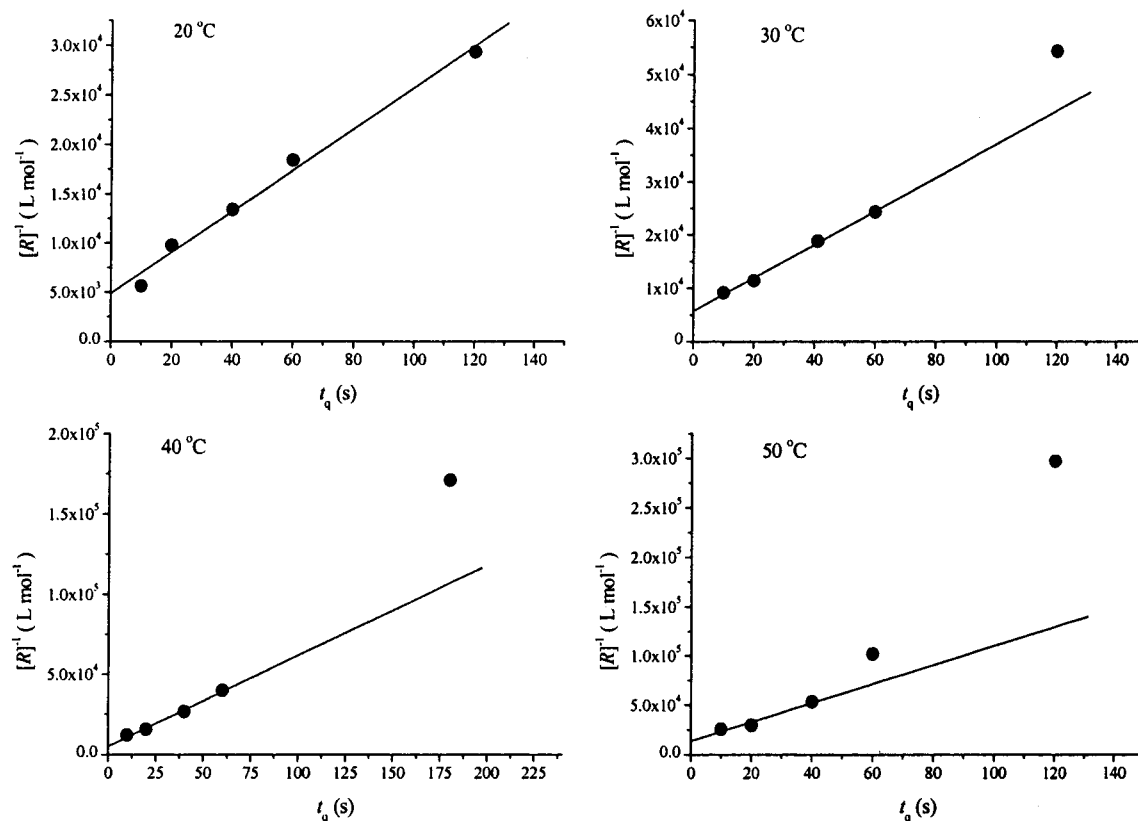 20 °C
[R]⁻¹ ( L mol⁻¹ )
3.0x10⁴
2.5x10⁴
2.0x10⁴
1.5x10⁴
1.0x10⁴
5.0x10³
0.0
0 20 40 60 80 100 120 140
t_q (s)
30 °C
[R]⁻¹ ( L mol⁻¹ )
6x10⁴
5x10⁴
4x10⁴
3x10⁴
2x10⁴
1x10⁴
0
0 20 40 60 80 100 120 140
t_q (s)
40 °C
[R]⁻¹ ( L mol⁻¹ )
2.0x10⁵
1.5x10⁵
1.0x10⁵
5.0x10⁴
0.0
0 25 50 75 100 125 150 175 200 225
t_q (s)
50 °C
[R]⁻¹ ( L mol⁻¹ )
3.0x10⁵
2.5x10⁵
2.0x10⁵
1.5x10⁵
1.0x10⁵
5.0x10⁴
0.0
0 20 40 60 80 100 120 140
t_q (s)